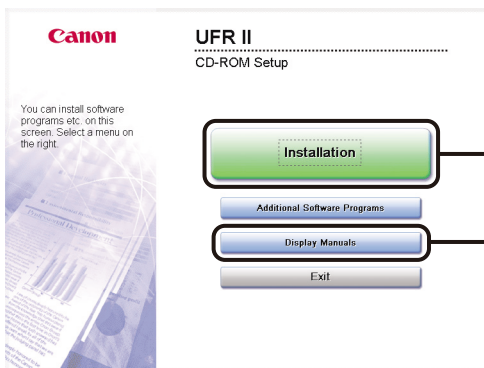 Canon
UFR II
CD-ROM Setup
You can install software
programs etc. on this
screen. Select a menu on
the right.
Installation
Additional Software Programs
Display Manuals
Exit